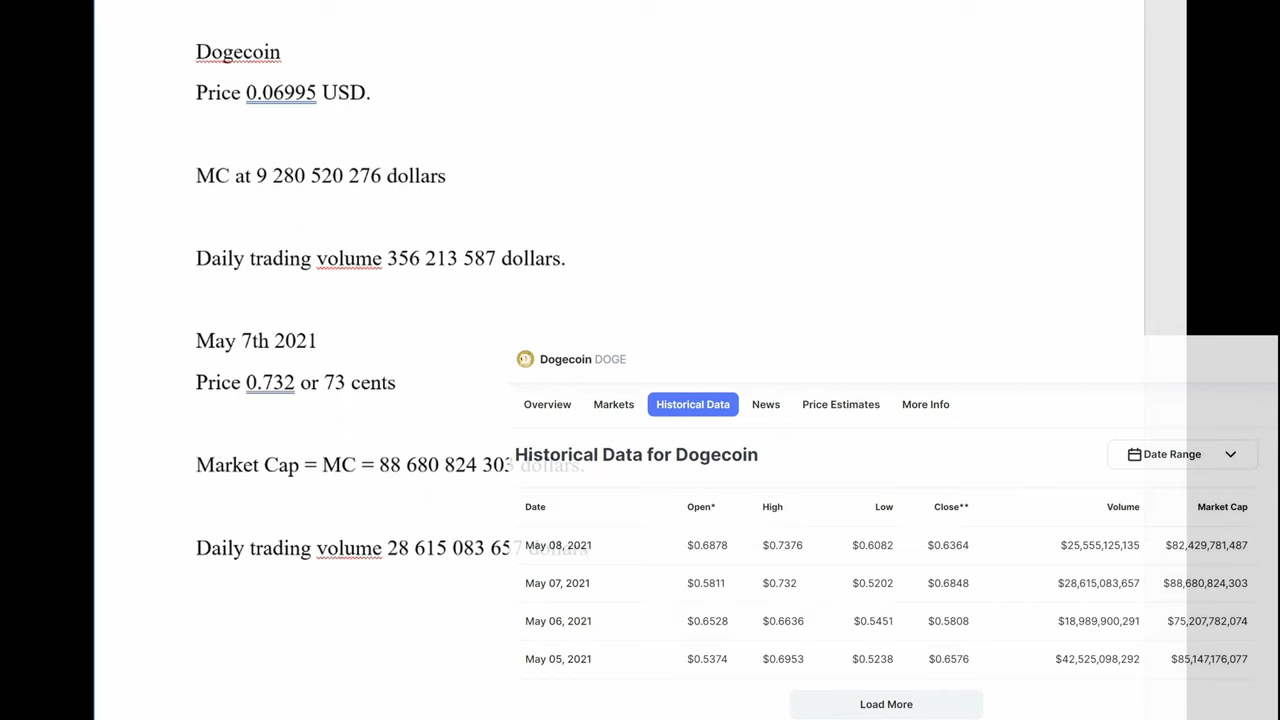 Dogecoin
Price 0.06995 USD.
MC at 9 280 520 276 dollars
Daily trading volume 356 213 587 dollars.
May 7th 2021
Price 0.732 or 73 cents
Market Cap = MC = 88 680 824 303 dollars.
Daily trading volume 28 615 083 657 dollars
Dogecoin DOGE
Overview Markets Historical Data News Price Estimates More Info
Historical Data for Dogecoin Date Range
Date Open* High Low Close** Volume Market Cap
May 08, 2021 $0.6878 $0.7376 $0.6082 $0.6364 $25,555,125,135 $82,429,781,487
May 07, 2021 $0.5811 $0.732 $0.5202 $0.6848 $28,615,083,657 $88,680,824,303
May 06, 2021 $0.6528 $0.6636 $0.5451 $0.5808 $18,989,900,291 $75,207,782,074
May 05, 2021 $0.5374 $0.6953 $0.5238 $0.6576 $42,525,098,292 $85,147,176,077
Load More